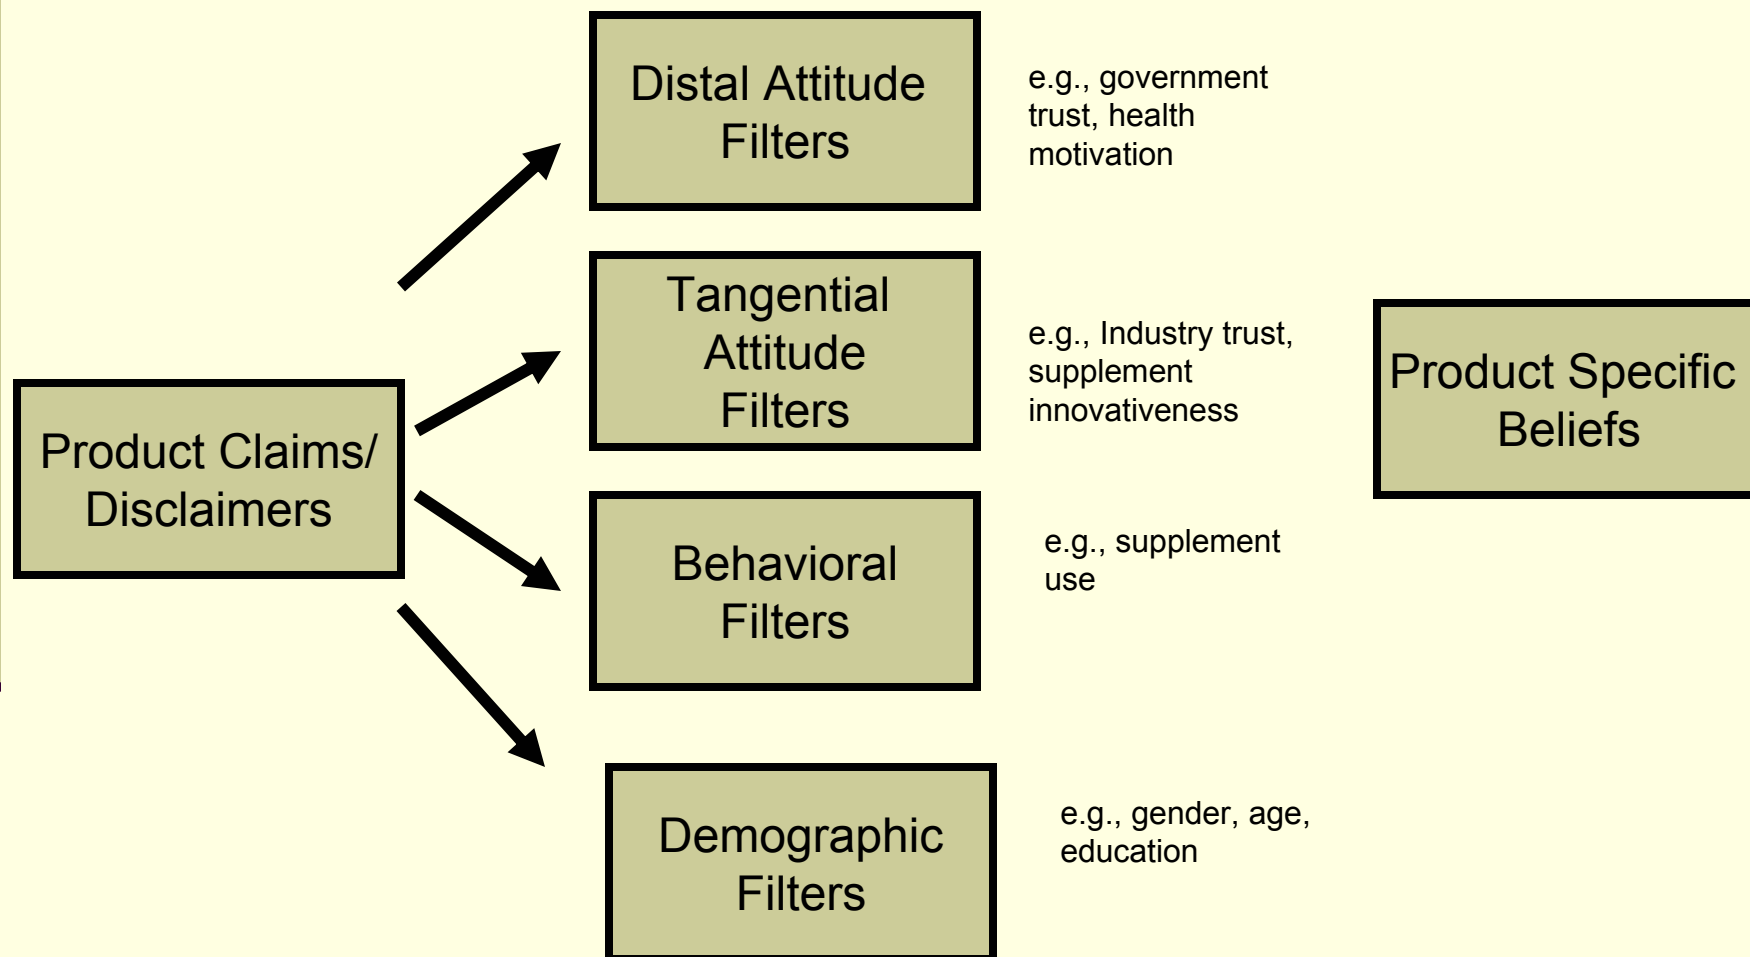 Distal Attitude
Filters
e.g., government
trust, health
motivation
Tangential
Attitude
Filters
e.g., Industry trust,
supplement
innovativeness
Product Specific
Beliefs
Product Claims/
Disclaimers
Behavioral
Filters
e.g., supplement
use
Demographic
Filters
e.g., gender, age,
education